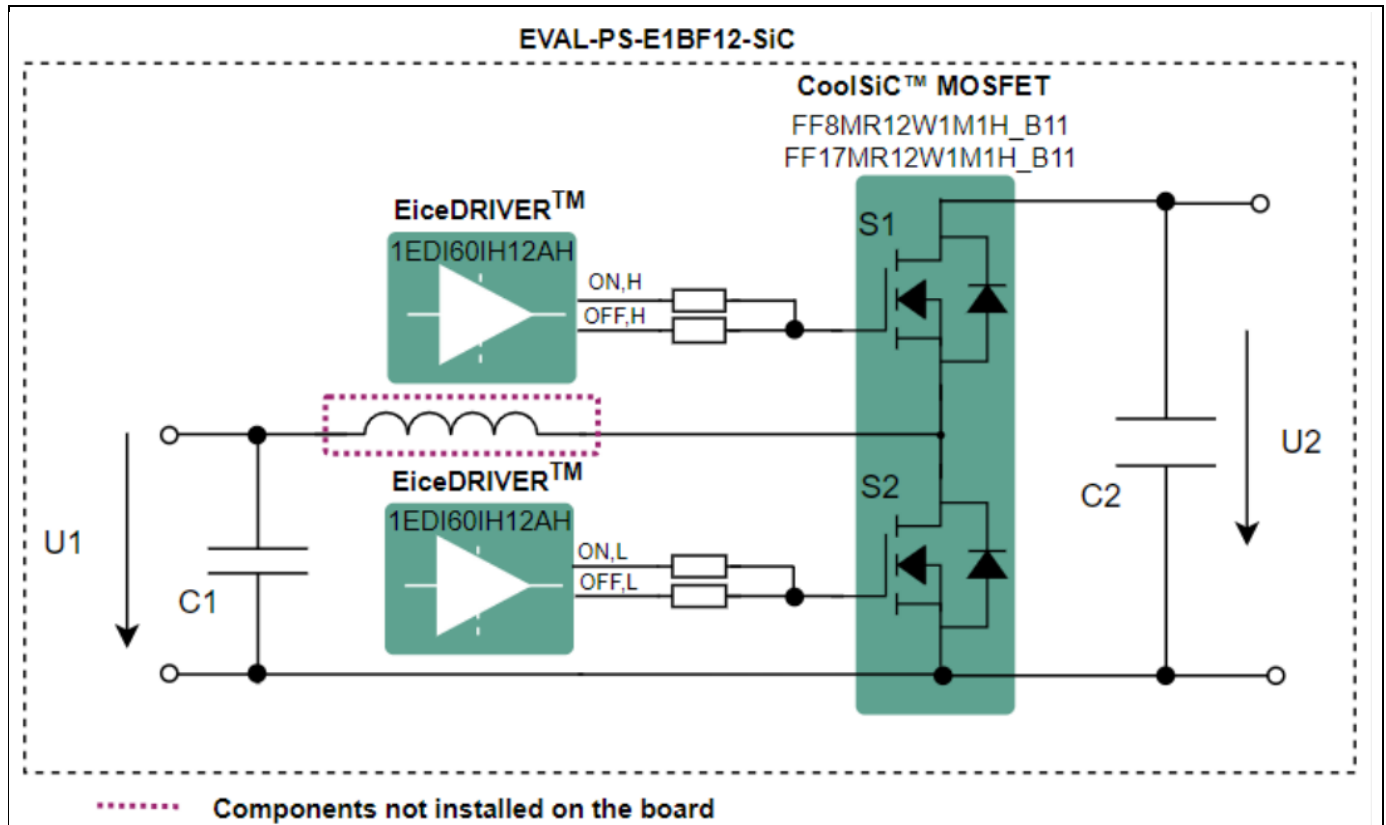 EVAL-PS-E1BF12-SiC
CoolSiC™ MOSFET
FF8MR12W1M1H_B11
FF17MR12W1M1H_B11
EiceDRIVER™
1EDI60IH12AH
ON,H
OFF,H
S1
U2
C2
EiceDRIVER™
1EDI60IH12AH
ON,L
OFF,L
S2
U1
C1
Components not installed on the board